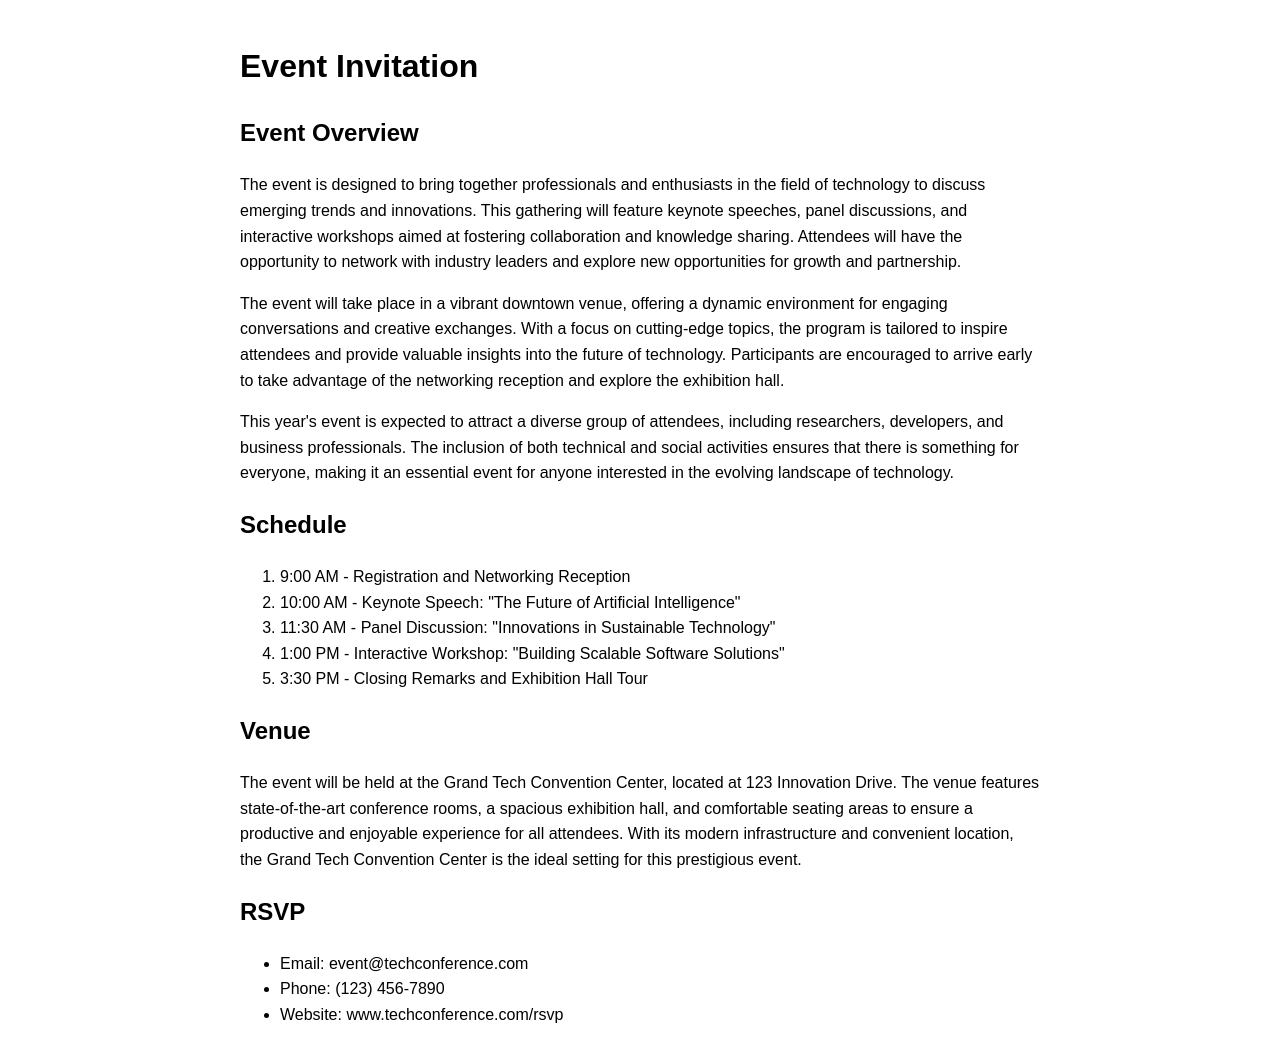 Event Invitation
Event Overview
The event is designed to bring together professionals and enthusiasts in the field of technology to discuss
emerging trends and innovations. This gathering will feature keynote speeches, panel discussions, and
interactive workshops aimed at fostering collaboration and knowledge sharing. Attendees will have the
opportunity to network with industry leaders and explore new opportunities for growth and partnership.
The event will take place in a vibrant downtown venue, offering a dynamic environment for engaging
conversations and creative exchanges. With a focus on cutting-edge topics, the program is tailored to inspire
attendees and provide valuable insights into the future of technology. Participants are encouraged to arrive early
to take advantage of the networking reception and explore the exhibition hall.
This year's event is expected to attract a diverse group of attendees, including researchers, developers, and
business professionals. The inclusion of both technical and social activities ensures that there is something for
everyone, making it an essential event for anyone interested in the evolving landscape of technology.
Schedule
1. 9:00 AM - Registration and Networking Reception
2. 10:00 AM - Keynote Speech: "The Future of Artificial Intelligence"
3. 11:30 AM - Panel Discussion: "Innovations in Sustainable Technology"
4. 1:00 PM - Interactive Workshop: "Building Scalable Software Solutions"
5. 3:30 PM - Closing Remarks and Exhibition Hall Tour
Venue
The event will be held at the Grand Tech Convention Center, located at 123 Innovation Drive. The venue features
state-of-the-art conference rooms, a spacious exhibition hall, and comfortable seating areas to ensure a
productive and enjoyable experience for all attendees. With its modern infrastructure and convenient location,
the Grand Tech Convention Center is the ideal setting for this prestigious event.
RSVP
• Email: event@techconference.com
• Phone: (123) 456-7890
• Website: www.techconference.com/rsvp